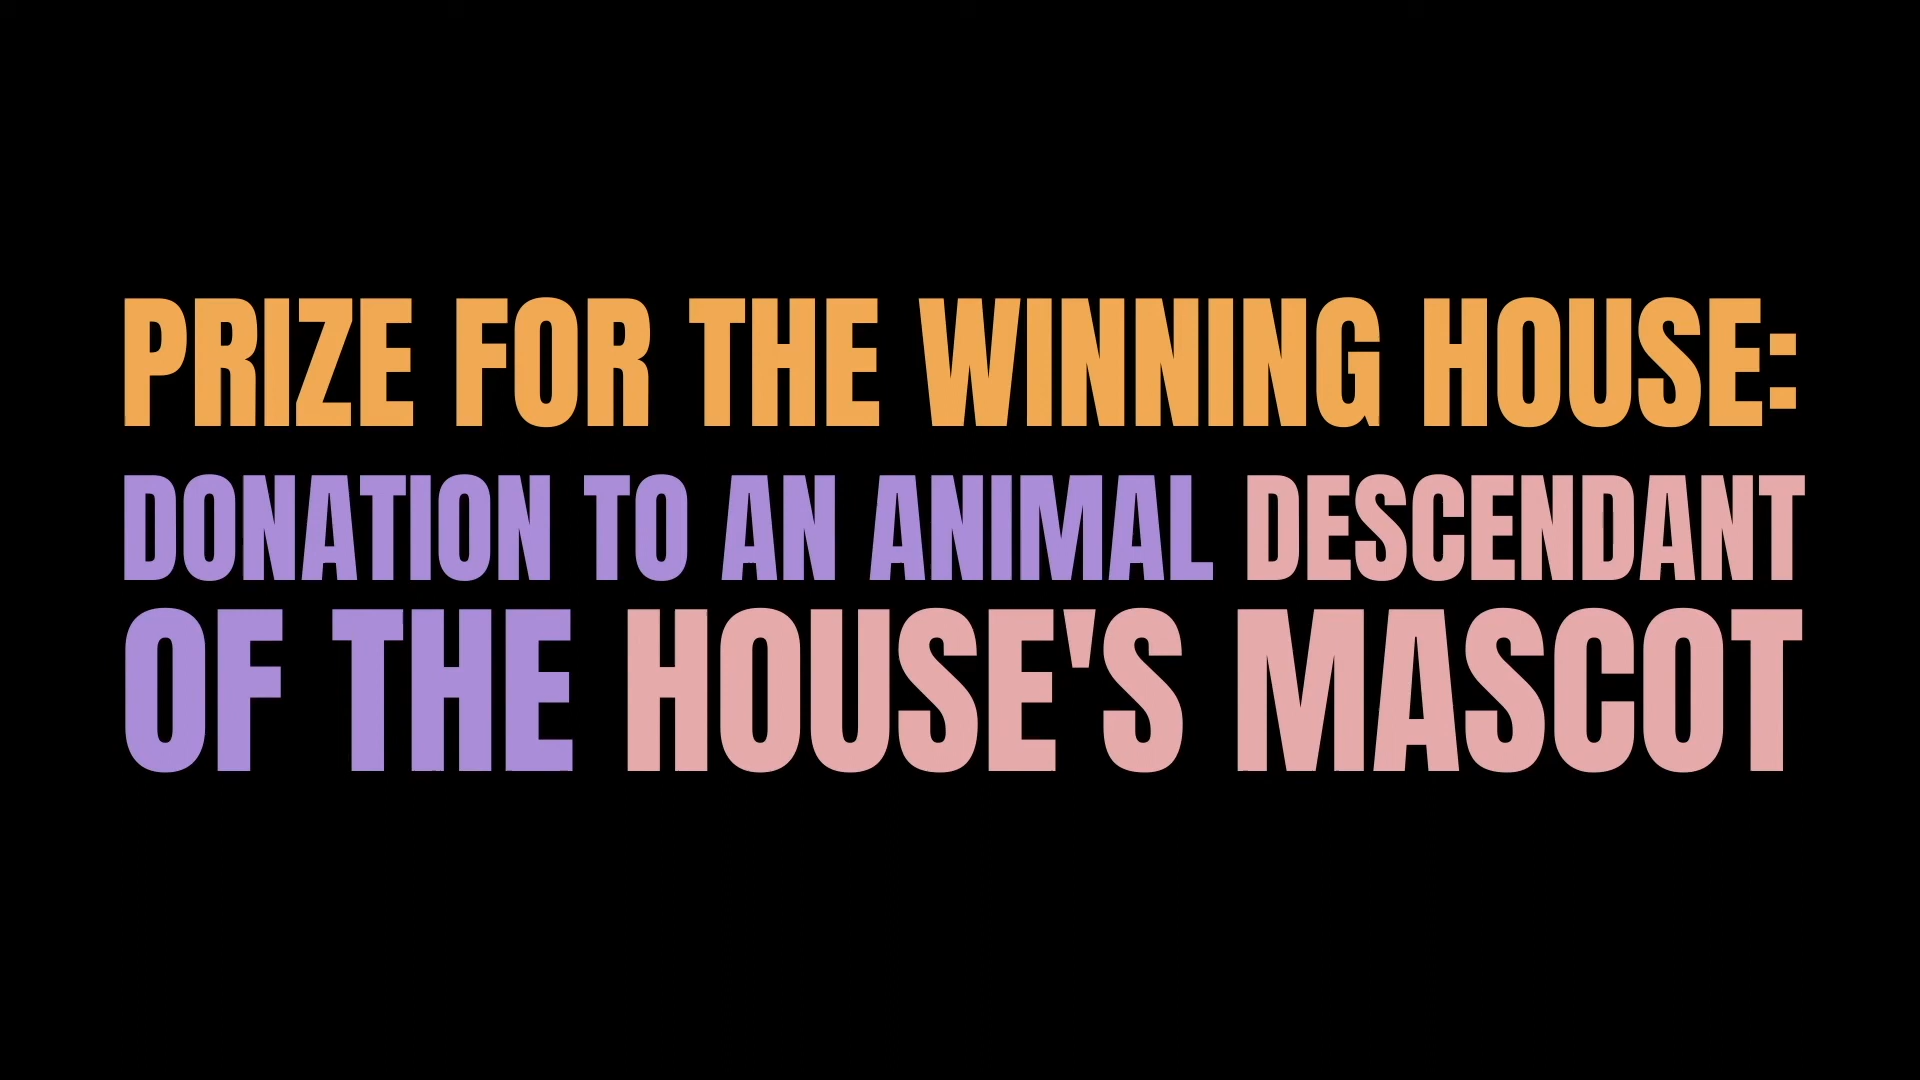 PRIZE FOR THE WINNING HOUSE:
DONATION TO AN ANIMAL DESCENDANT
OF THE HOUSE'S MASCOT